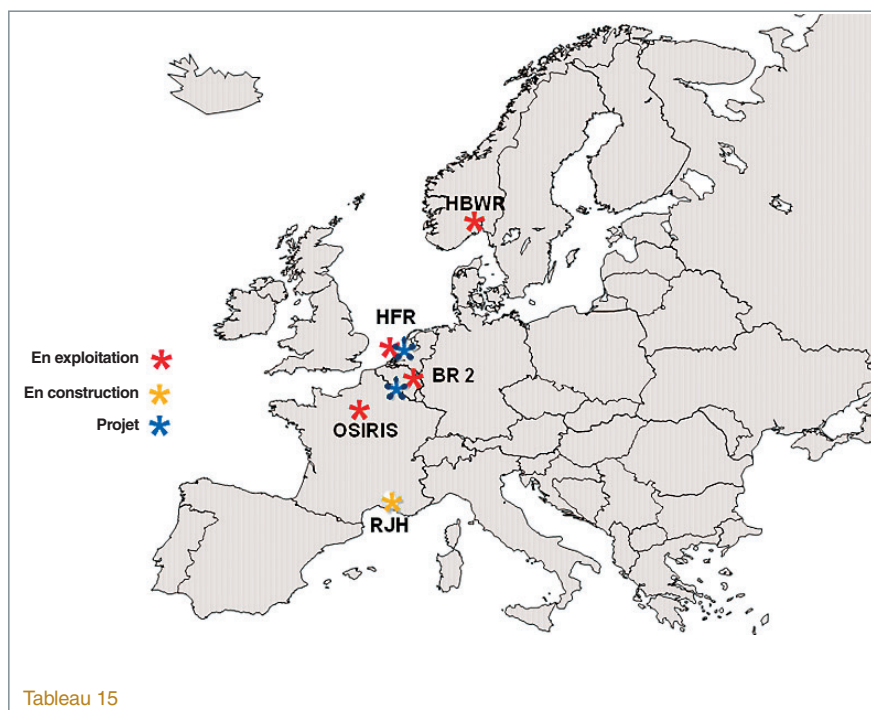 HBWR
HFR
En exploitation
BR 2
En construction
Projet
OSIRIS
RJH
Tableau 15